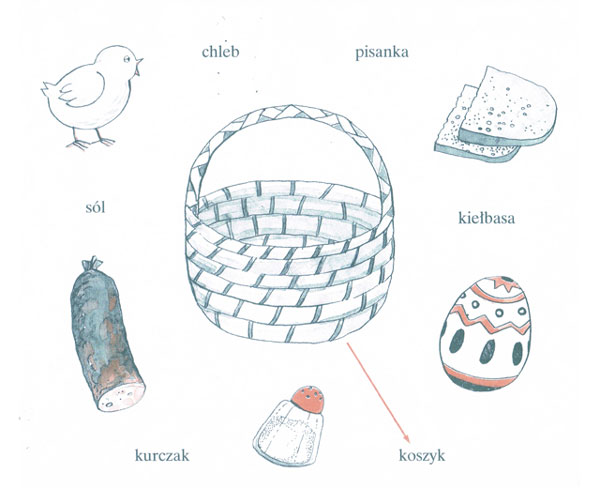 chleb
pisanka
sól
kiełbasa
kurczak
koszyk